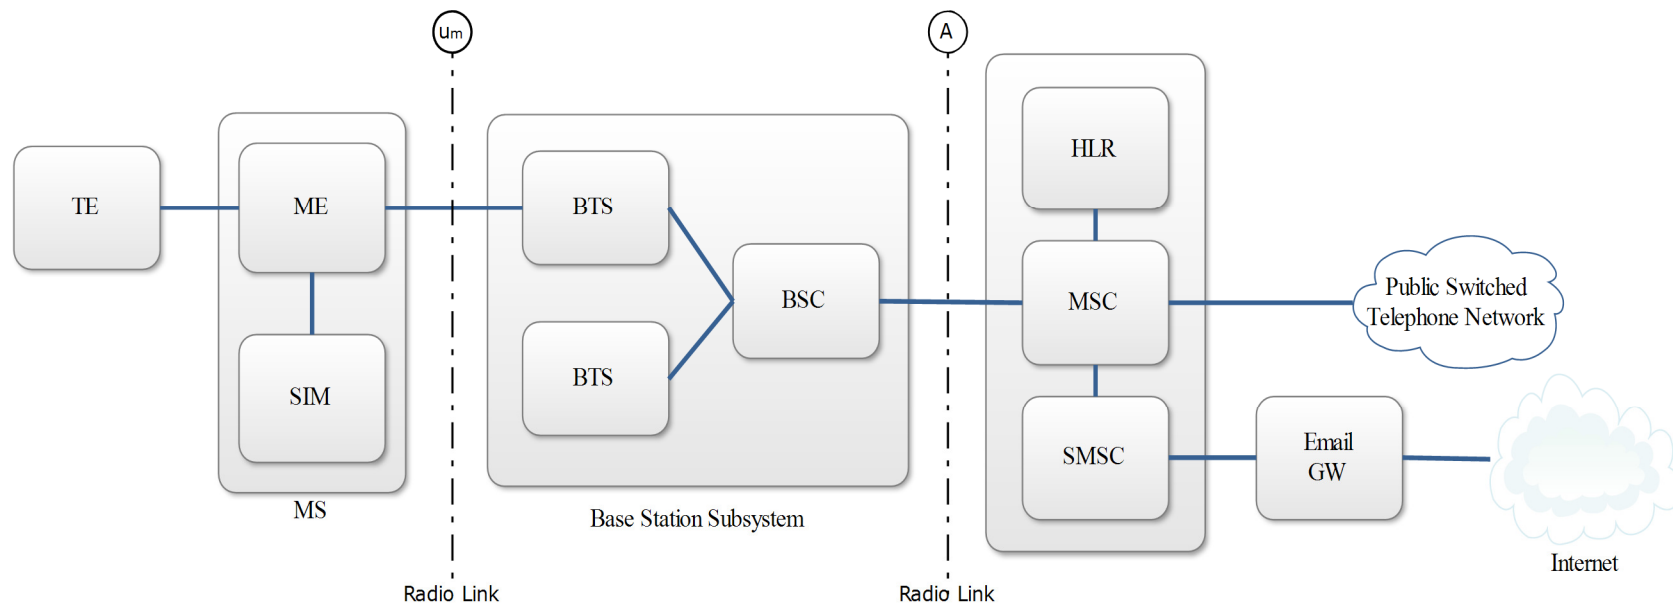 um
A
TE
ME
SIM
MS
BTS
BTS
BSC
Base Station Subsystem
HLR
MSC
SMSC
Public Switched
Telephone Network
Email
GW
Internet
Radio Link
Radio Link